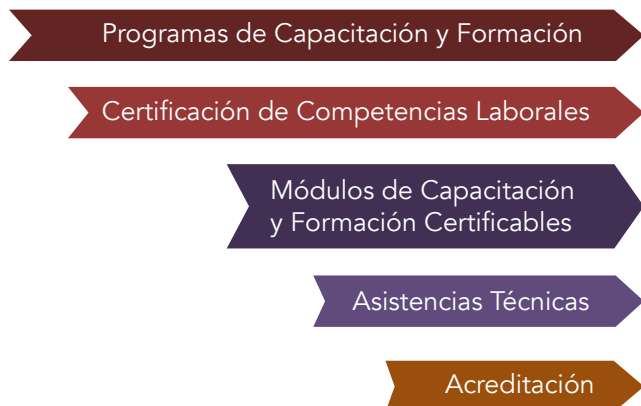 Programas de Capacitación y Formación
Certificación de Competencias Laborales
Módulos de Capacitación
y Formación Certificables
Asistencias Técnicas
Acreditación